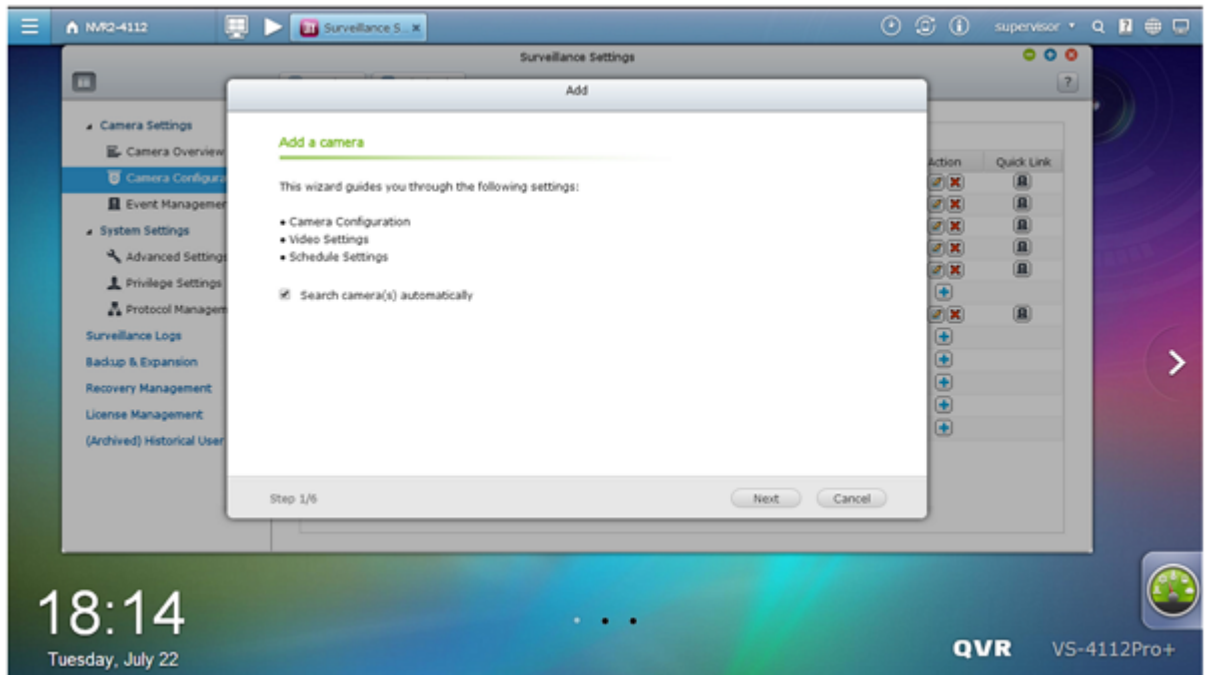 NVR2-4112
Surveillance S...
supervisor
Surveillance Settings
Add
Camera Settings
Camera Overview
Camera Configura
Event Managemen
System Settings
Advanced Settings
Privilege Settings
Protocol Managem
Surveillance Logs
Backup & Expansion
Recovery Management
License Management
(Archived) Historical User
Add a camera
This wizard guides you through the following settings:
• Camera Configuration
• Video Settings
• Schedule Settings
Search camera(s) automatically
Step 1/6
Next
Cancel
Action
Quick Link
18:14
Tuesday, July 22
QVR
VS-4112Pro+